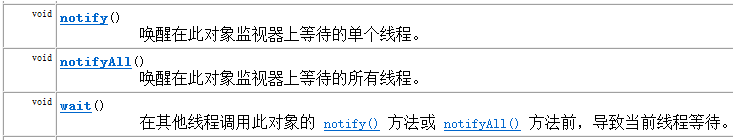 void notify()
唤醒在此对象监视器上等待的单个线程。
void notifyAll()
唤醒在此对象监视器上等待的所有线程。
void wait()
在其他线程调用此对象的 notify() 方法或 notifyAll() 方法前，导致当前线程等待。